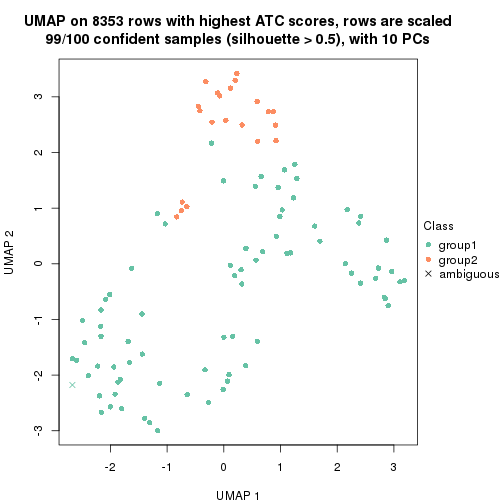 UMAP on 8353 rows with highest ATC scores, rows are scaled
99/100 confident samples (silhouette > 0.5), with 10 PCs
3
2
1
0
-1
-2
-3
UMAP 2
-2
-1
0
1
2
3
UMAP 1
Class
group1
group2
ambiguous